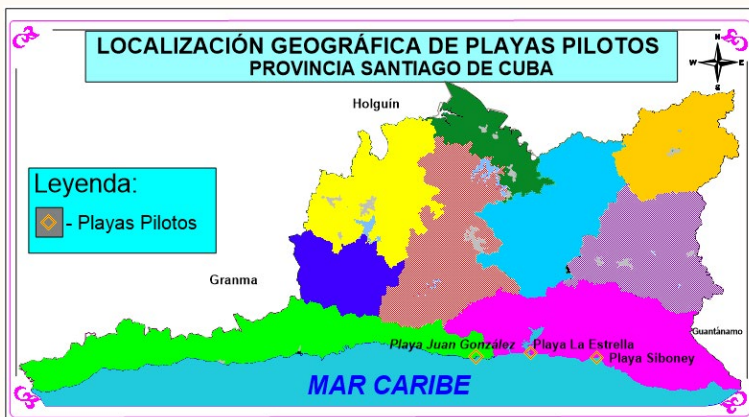 LOCALIZACIÓN GEOGRÁFICA DE PLAYAS PILOTOS
PROVINCIA SANTIAGO DE CUBA
N
W
E
S
Holguín
Leyenda:
- Playas Pilotos
Granma
Guantánamo
Playa Juan González
Playa La Estrella
Playa Siboney
MAR CARIBE